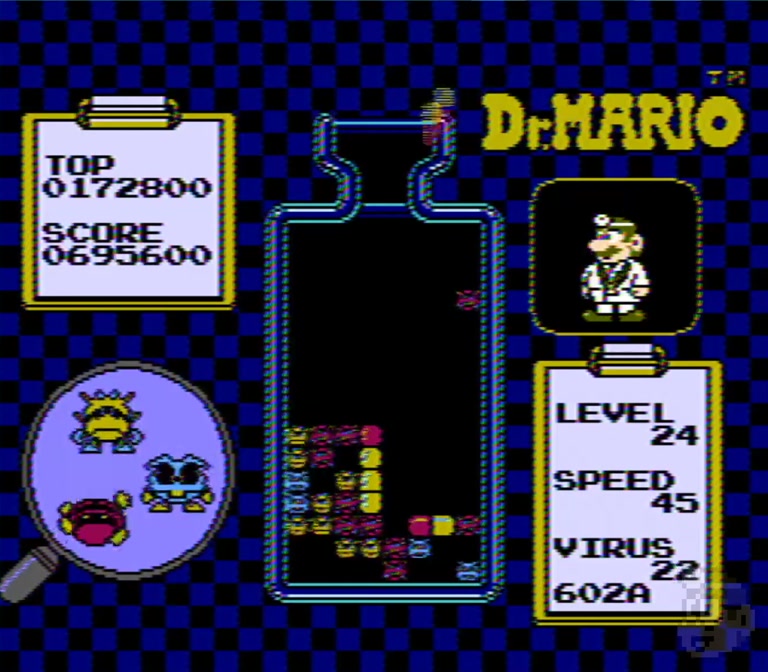 TM
Dr. MARIO
TOP
0172800
SCORE
0695600
LEVEL
24
SPEED
45
VIRUS
22
602A